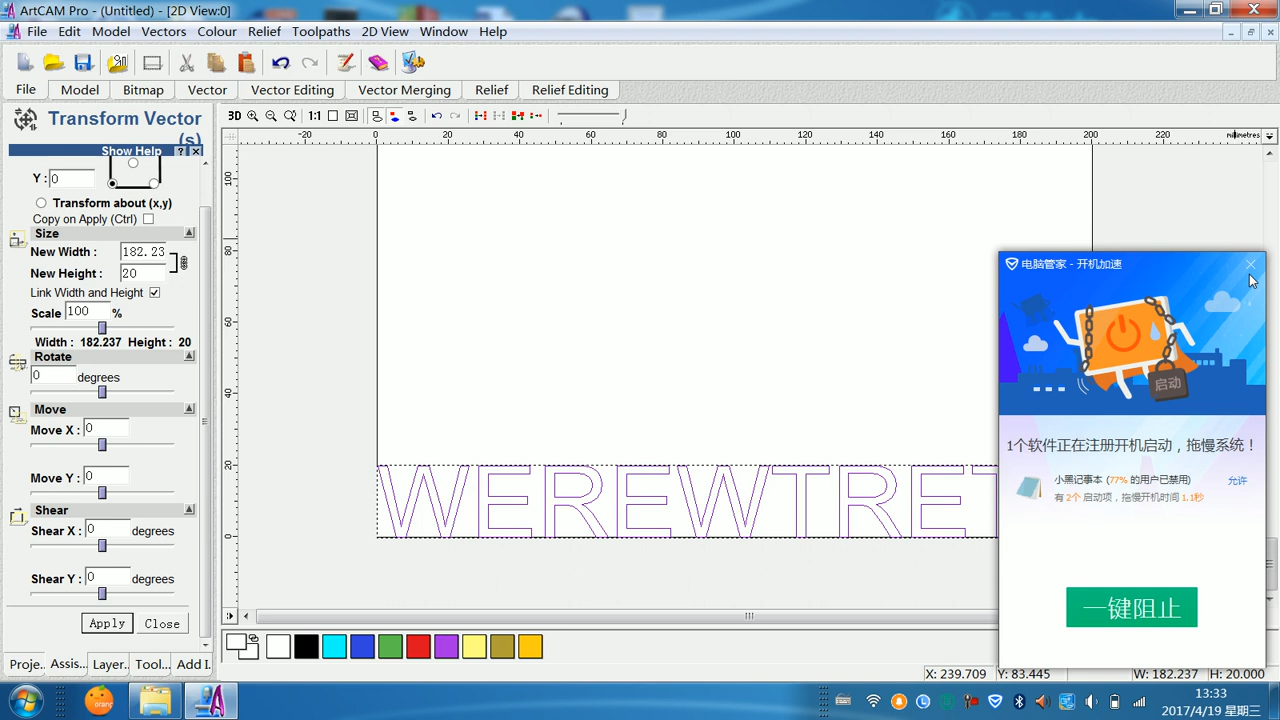 ArtCAM Pro - (Untitled) - [2D View:0]
File Edit Model Vectors Colour Relief Toolpaths 2D View Window Help
File Model Bitmap Vector Vector Editing Vector Merging Relief Relief Editing
Transform Vector
(s)
Show Help ? ×
3D 1:1
-20 0 20 40 60 80 100 120 140 160 180 200 220 millimetres
100
80
60
40
20
0
Y : 0
Transform about (x,y)
Copy on Apply (Ctrl)
Size
New Width : 182.23
New Height : 20
Link Width and Height
Scale 100 %
Width : 182.237 Height : 20
Rotate
0 degrees
Move
Move X : 0
Move Y : 0
Shear
Shear X : 0 degrees
Shear Y : 0 degrees
Apply Close
Proje.. Assis... Layer.. Tool... Add I.
WEREWTRET
电脑管家 - 开机加速
启动
1个软件正在注册开机启动，拖慢系统！
小黑记事本 (77% 的用户已禁用) 允许
有 2个 启动项，拖慢开机时间 1.1秒
一键阻止
X: 239.709 Y: 83.445 W: 182.237 H: 20.000
orang
13:33
2017/4/19 星期三